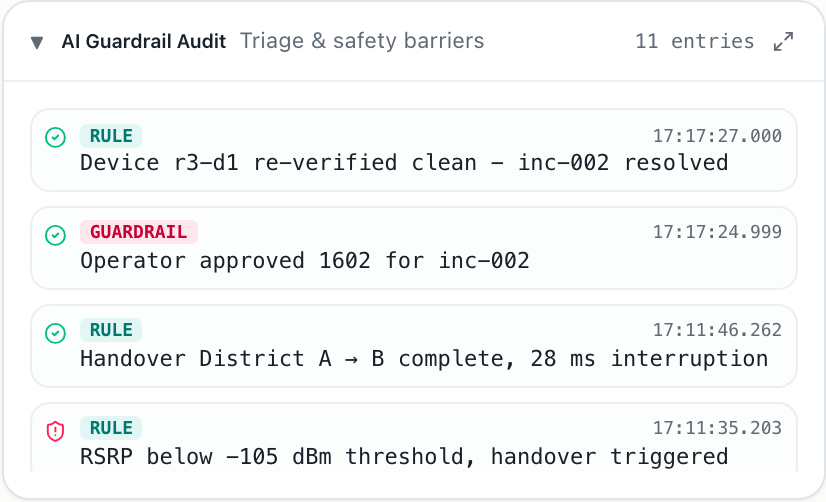 ▼ AI Guardrail Audit Triage & safety barriers 11 entries
RULE 17:17:27.000
Device r3-d1 re-verified clean - inc-002 resolved
GUARDRAIL 17:17:24.999
Operator approved 1602 for inc-002
RULE 17:11:46.262
Handover District A → B complete, 28 ms interruption
RULE 17:11:35.203
RSRP below -105 dBm threshold, handover triggered